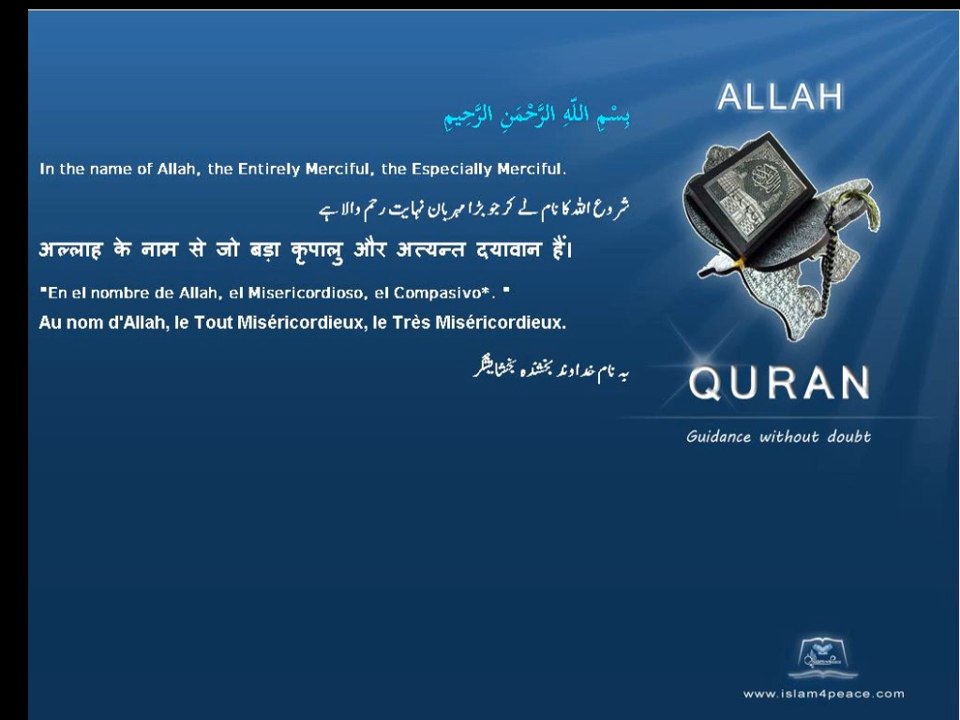 بِسْمِ اللّهِ الرَّحْمَنِ الرَّحِيمِ
In the name of Allah, the Entirely Merciful, the Especially Merciful.
شروع اللہ کا نام لے کر جو بڑا مہربان نہایت رحم والا ہے
अल्लाह के नाम से जो बड़ा कृपालु और अत्यन्त दयावान हैं।
"En el nombre de Allah, el Misericordioso, el Compasivo*. "
Au nom d'Allah, le Tout Miséricordieux, le Très Miséricordieux.
به نام خداوند بخشنده بخشایشگر
ALLAH
QURAN
Guidance without doubt
www.islam4peace.com